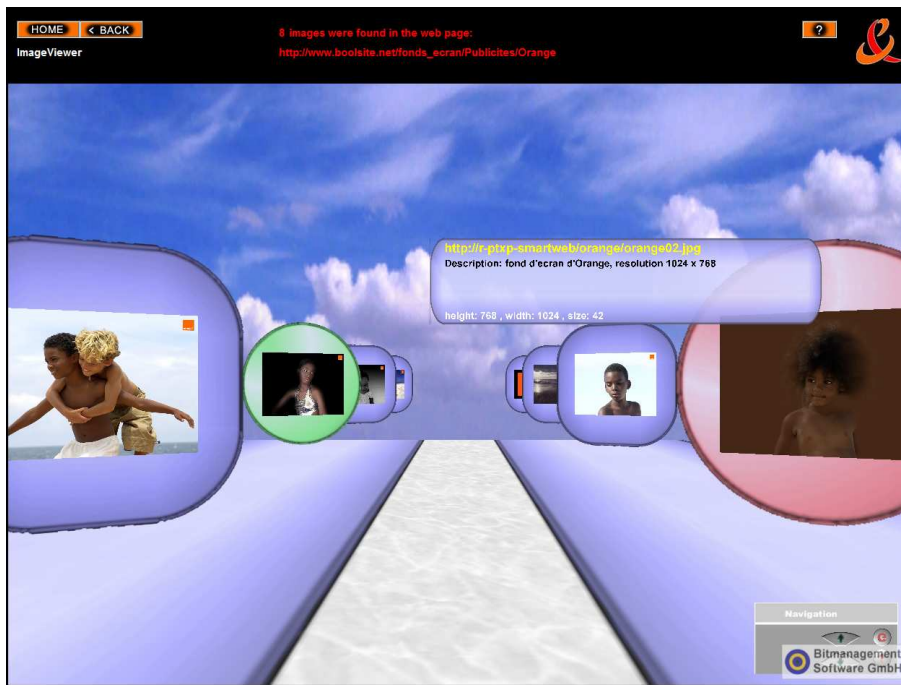 HOME < BACK
ImageViewer
8 images were found in the web page:
http://www.boolsite.net/fonds_ecran/Publicites/Orange
?
http://r-ptxp-smartweb/orange/orange02.jpg
Description: fond d'ecran d'Orange, resolution 1024 x 768
height: 768 , width: 1024 , size: 42
Navigation
Bitmanagement
Software GmbH